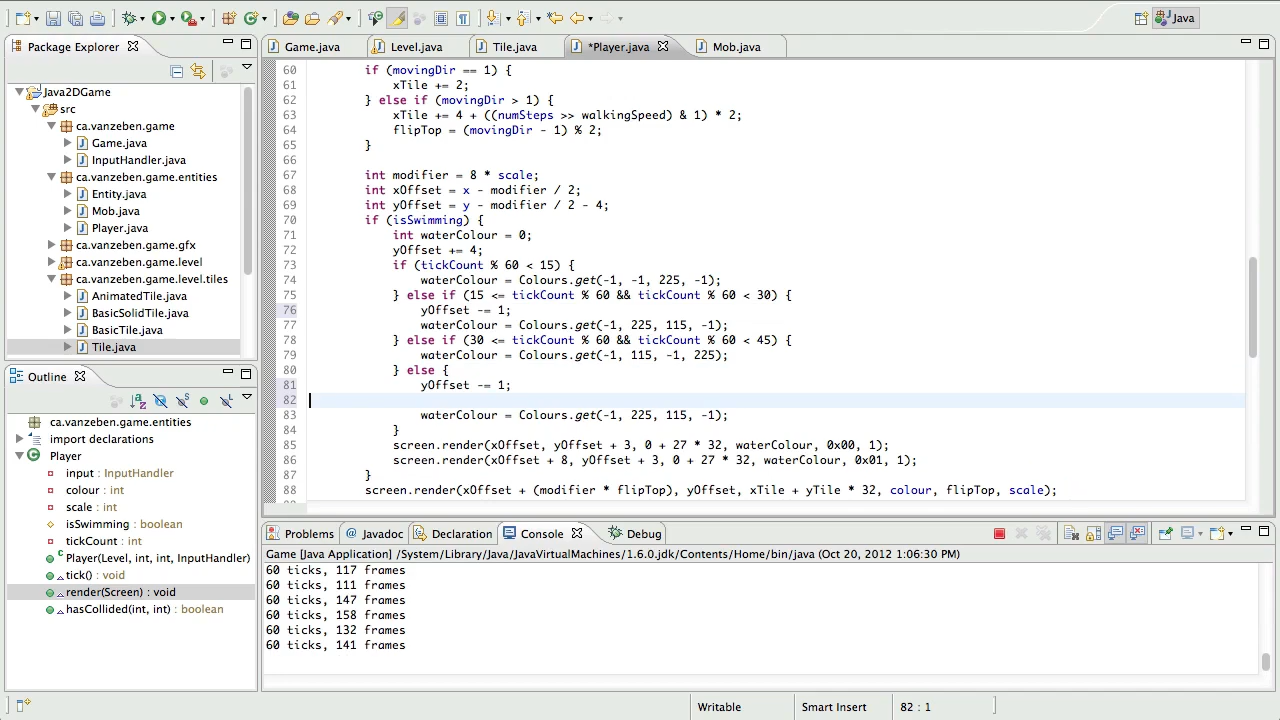 Java
Package Explorer
Game.java
Level.java
Tile.java
*Player.java
Mob.java
Java2DGame
src
ca.vanzeben.game
Game.java
InputHandler.java
ca.vanzeben.game.entities
Entity.java
Mob.java
Player.java
ca.vanzeben.game.gfx
ca.vanzeben.game.level
ca.vanzeben.game.level.tiles
AnimatedTile.java
BasicSolidTile.java
BasicTile.java
Tile.java
60 if (movingDir == 1) {
61 xTile += 2;
62 } else if (movingDir > 1) {
63 xTile += 4 + ((numSteps >> walkingSpeed) & 1) * 2;
64 flipTop = (movingDir - 1) % 2;
65 }
66
67 int modifier = 8 * scale;
68 int xOffset = x - modifier / 2;
69 int yOffset = y - modifier / 2 - 4;
70 if (isSwimming) {
71 int waterColour = 0;
72 yOffset += 4;
73 if (tickCount % 60 < 15) {
74 waterColour = Colours.get(-1, -1, 225, -1);
75 } else if (15 <= tickCount % 60 && tickCount % 60 < 30) {
76 yOffset -= 1;
77 waterColour = Colours.get(-1, 225, 115, -1);
78 } else if (30 <= tickCount % 60 && tickCount % 60 < 45) {
79 waterColour = Colours.get(-1, 115, -1, 225);
80 } else {
81 yOffset -= 1;
82
83 waterColour = Colours.get(-1, 225, 115, -1);
84 }
85 screen.render(xOffset, yOffset + 3, 0 + 27 * 32, waterColour, 0x00, 1);
86 screen.render(xOffset + 8, yOffset + 3, 0 + 27 * 32, waterColour, 0x01, 1);
87 }
88 screen.render(xOffset + (modifier * flipTop), yOffset, xTile + yTile * 32, colour, flipTop, scale);
Outline
ca.vanzeben.game.entities
import declarations
Player
input : InputHandler
colour : int
scale : int
isSwimming : boolean
tickCount : int
Player(Level, int, int, InputHandler)
tick() : void
render(Screen) : void
hasCollided(int, int) : boolean
Problems
Javadoc
Declaration
Console
Debug
Game [Java Application] /System/Library/Java/JavaVirtualMachines/1.6.0.jdk/Contents/Home/bin/java (Oct 20, 2012 1:06:30 PM)
60 ticks, 117 frames
60 ticks, 111 frames
60 ticks, 147 frames
60 ticks, 158 frames
60 ticks, 132 frames
60 ticks, 141 frames
Writable
Smart Insert
82 : 1